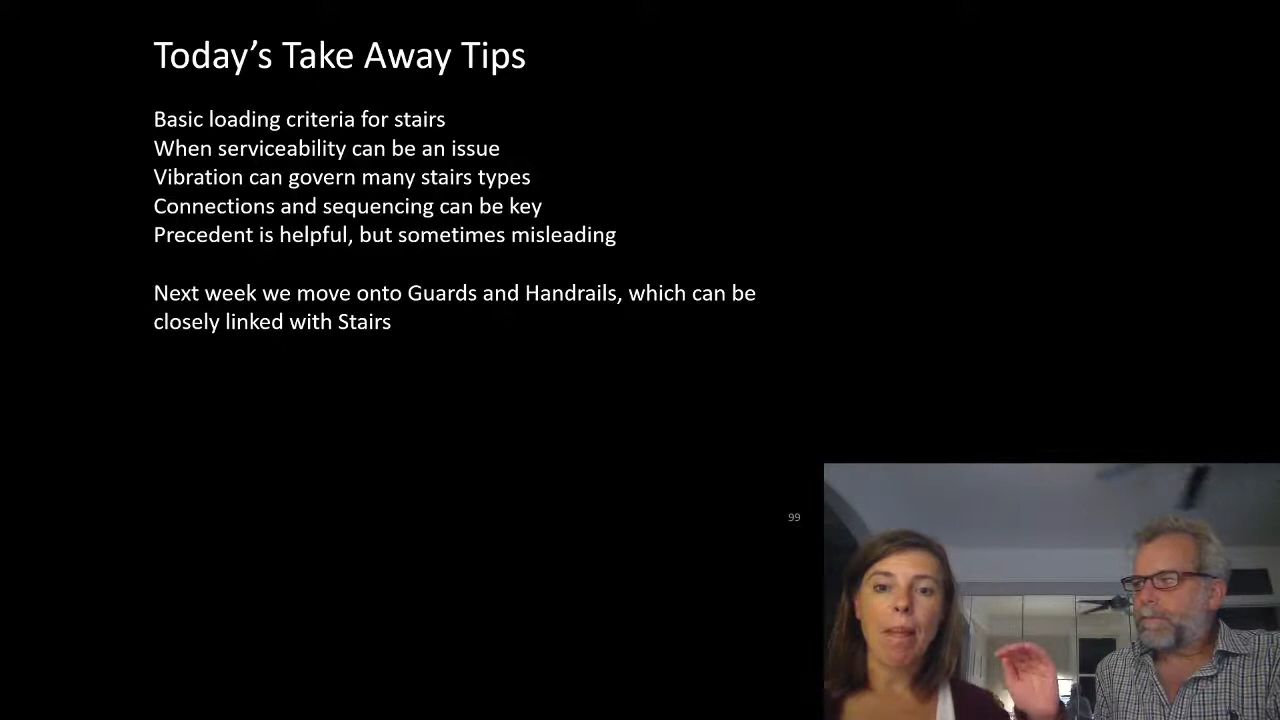 Today’s Take Away Tips
Basic loading criteria for stairs
When serviceability can be an issue
Vibration can govern many stairs types
Connections and sequencing can be key
Precedent is helpful, but sometimes misleading
Next week we move onto Guards and Handrails, which can be
closely linked with Stairs
99